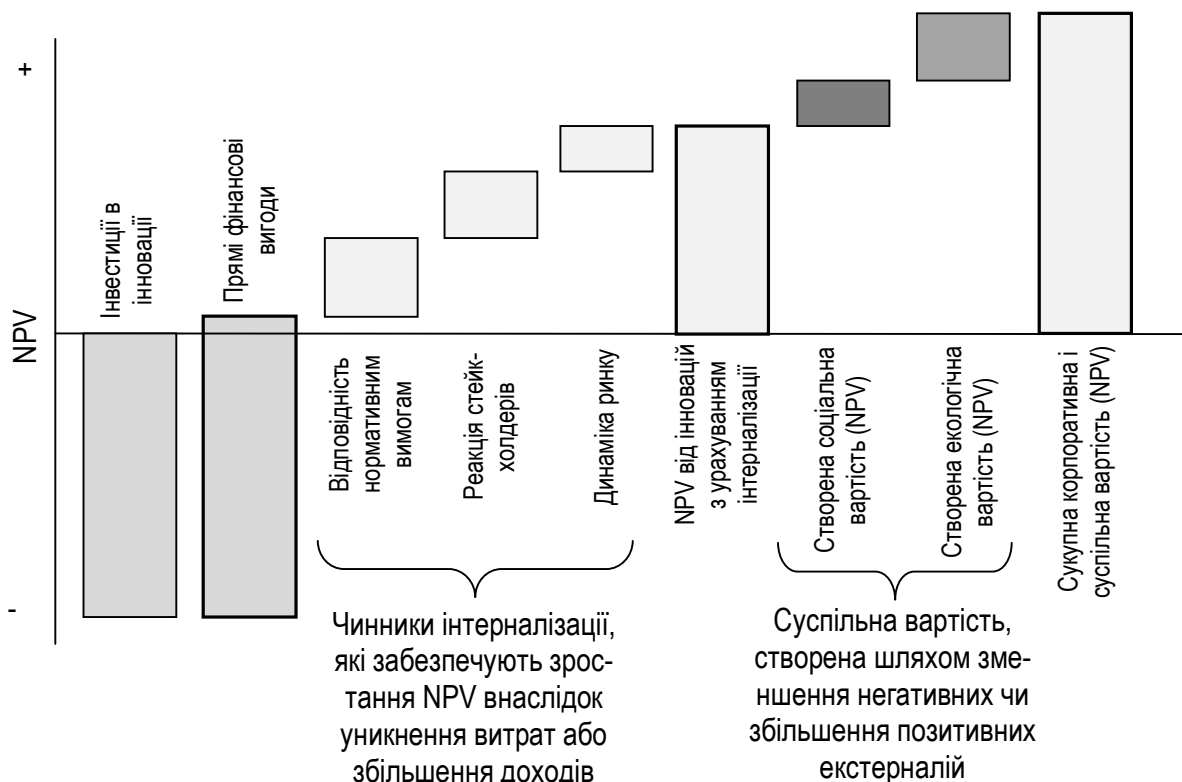 +
-
NPV
Інвестиції в
інновації
Прямі фінансові
вигоди
Відповідність
нормативним
вимогам
Реакція стейк-
холдерів
Динаміка ринку
NPV від інновацій
з урахуванням
інтерналізації
Створена соціальна
вартість (NPV)
Створена екологічна
вартість (NPV)
Сукупна корпоративна і
суспільна вартість (NPV)
Чинники інтерналізації,
які забезпечують зрос-
тання NPV внаслідок
уникнення витрат або
збільшення доходів
Суспільна вартість,
створена шляхом зме-
ншення негативних чи
збільшення позитивних
екстерналій